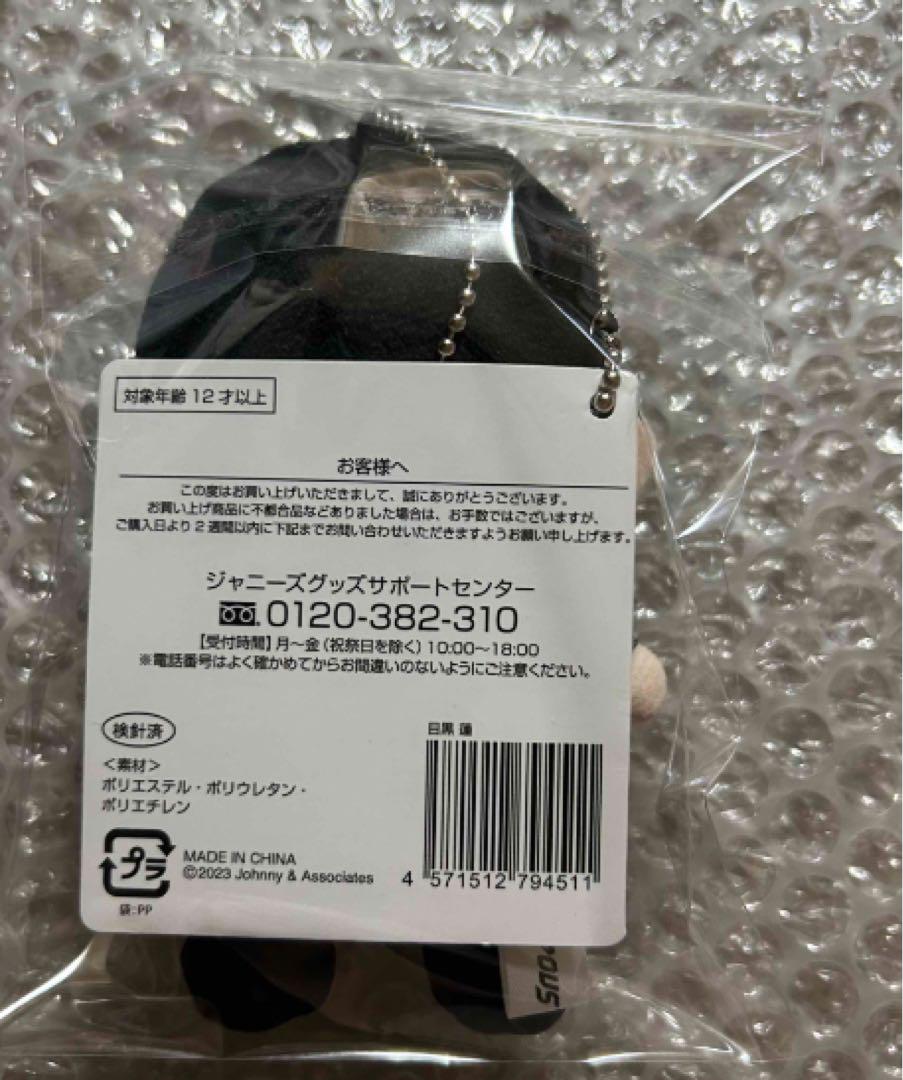 対象年齢 12 才以上
お客様へ
この度はお買い上げいただきまして、誠にありがとうございます。
お買い上げ商品に不都合品などありました場合は、お手数ではございますが、
ご購入日より 2 週間以内に下記までお問い合わせいただきますようお願い申し上げます。
ジャニーズグッズサポートセンター
0120-382-310
【受付時間】月～金（祝祭日を除く）10:00～18:00
※電話番号はよく確かめてからお間違いのないようにご注意ください。
検針済
目黒 蓮
＜素材＞
ポリエステル・ポリウレタン・
ポリエチレン
プラ
袋:PP
MADE IN CHINA
©2023 Johnny & Associates
4 571512 794511